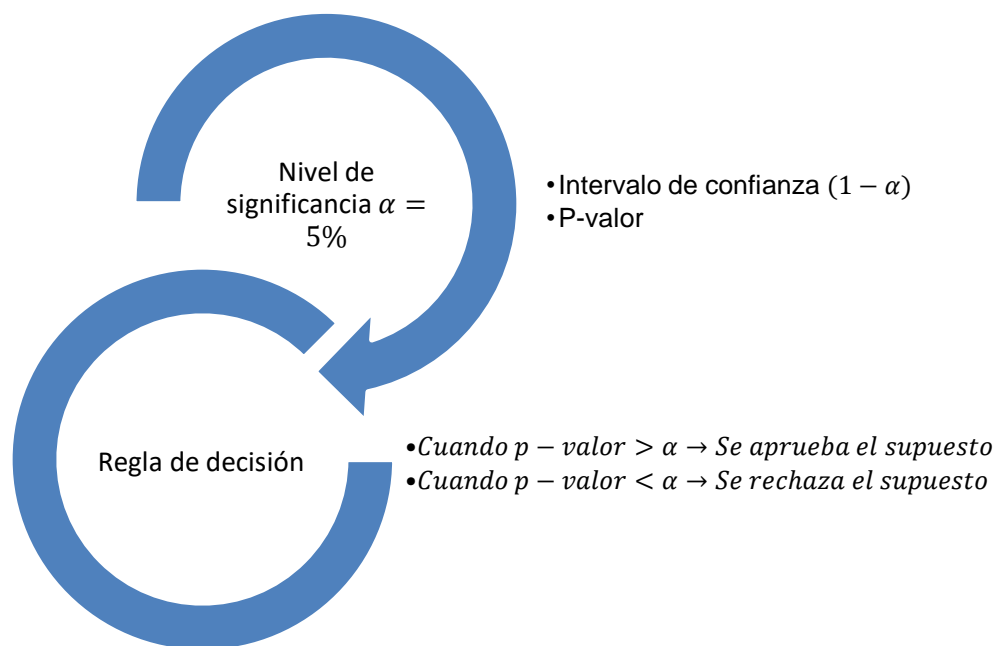 Nivel de
significancia 𝛼 =
5%
•Intervalo de confianza (1 − 𝛼)
•P-valor
Regla de decisión
•𝐶𝑢𝑎𝑛𝑑𝑜 𝑝 − 𝑣𝑎𝑙𝑜𝑟 > 𝛼 → 𝑆𝑒 𝑎𝑝𝑟𝑢𝑒𝑏𝑎 𝑒𝑙 𝑠𝑢𝑝𝑢𝑒𝑠𝑡𝑜
•𝐶𝑢𝑎𝑛𝑑𝑜 𝑝 − 𝑣𝑎𝑙𝑜𝑟 < 𝛼 → 𝑆𝑒 𝑟𝑒𝑐ℎ𝑎𝑧𝑎 𝑒𝑙 𝑠𝑢𝑝𝑢𝑒𝑠𝑡𝑜